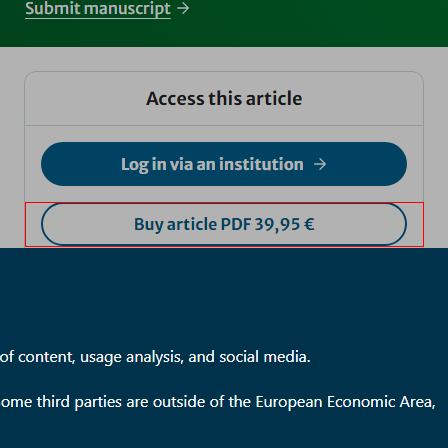 Submit manuscript →
Access this article
Log in via an institution →
Buy article PDF 39,95 €
of content, usage analysis, and social media.
ome third parties are outside of the European Economic Area,